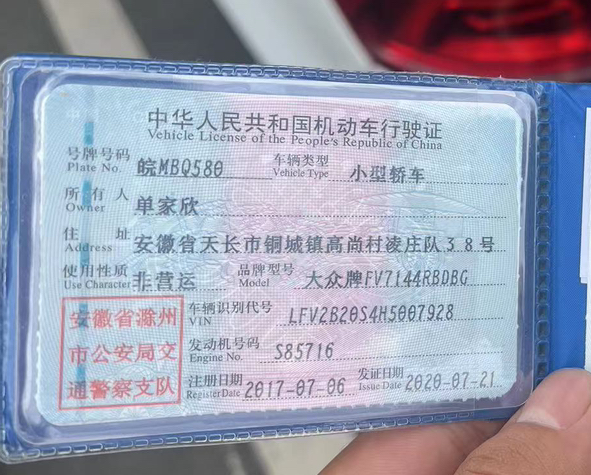 中华人民共和国机动车行驶证
Vehicle License of the People's Republic of China
号牌号码 Plate No. 皖MBQ580 车辆类型 Vehicle Type 小型轿车
所有人 Owner 单家欣
住址 Address 安徽省天长市铜城镇高尚村凌庄队38号
使用性质 Use Character 非营运 品牌型号 Model 大众牌FV7144RBDBG
车辆识别代号 VIN LFV2B20S4H5007928
发动机号码 Engine No. S85716
注册日期 Register Date 2017-07-06 发证日期 Issue Date 2020-07-21
安徽省滁州
市公安局交
通警察支队